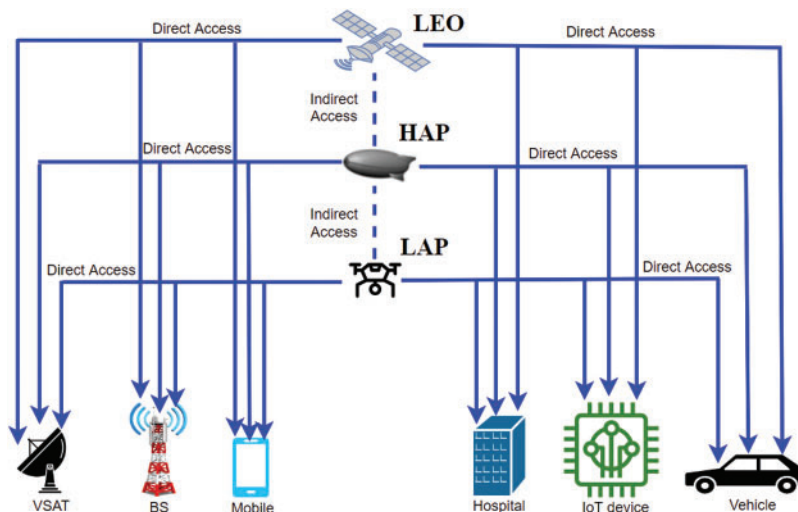 LEO
Direct Access
Direct Access
Indirect
Access
HAP
Direct Access
Direct Access
Indirect
Access
LAP
Direct Access
Direct Access
VSAT
BS
Mobile
Hospital
IoT device
Vehicle